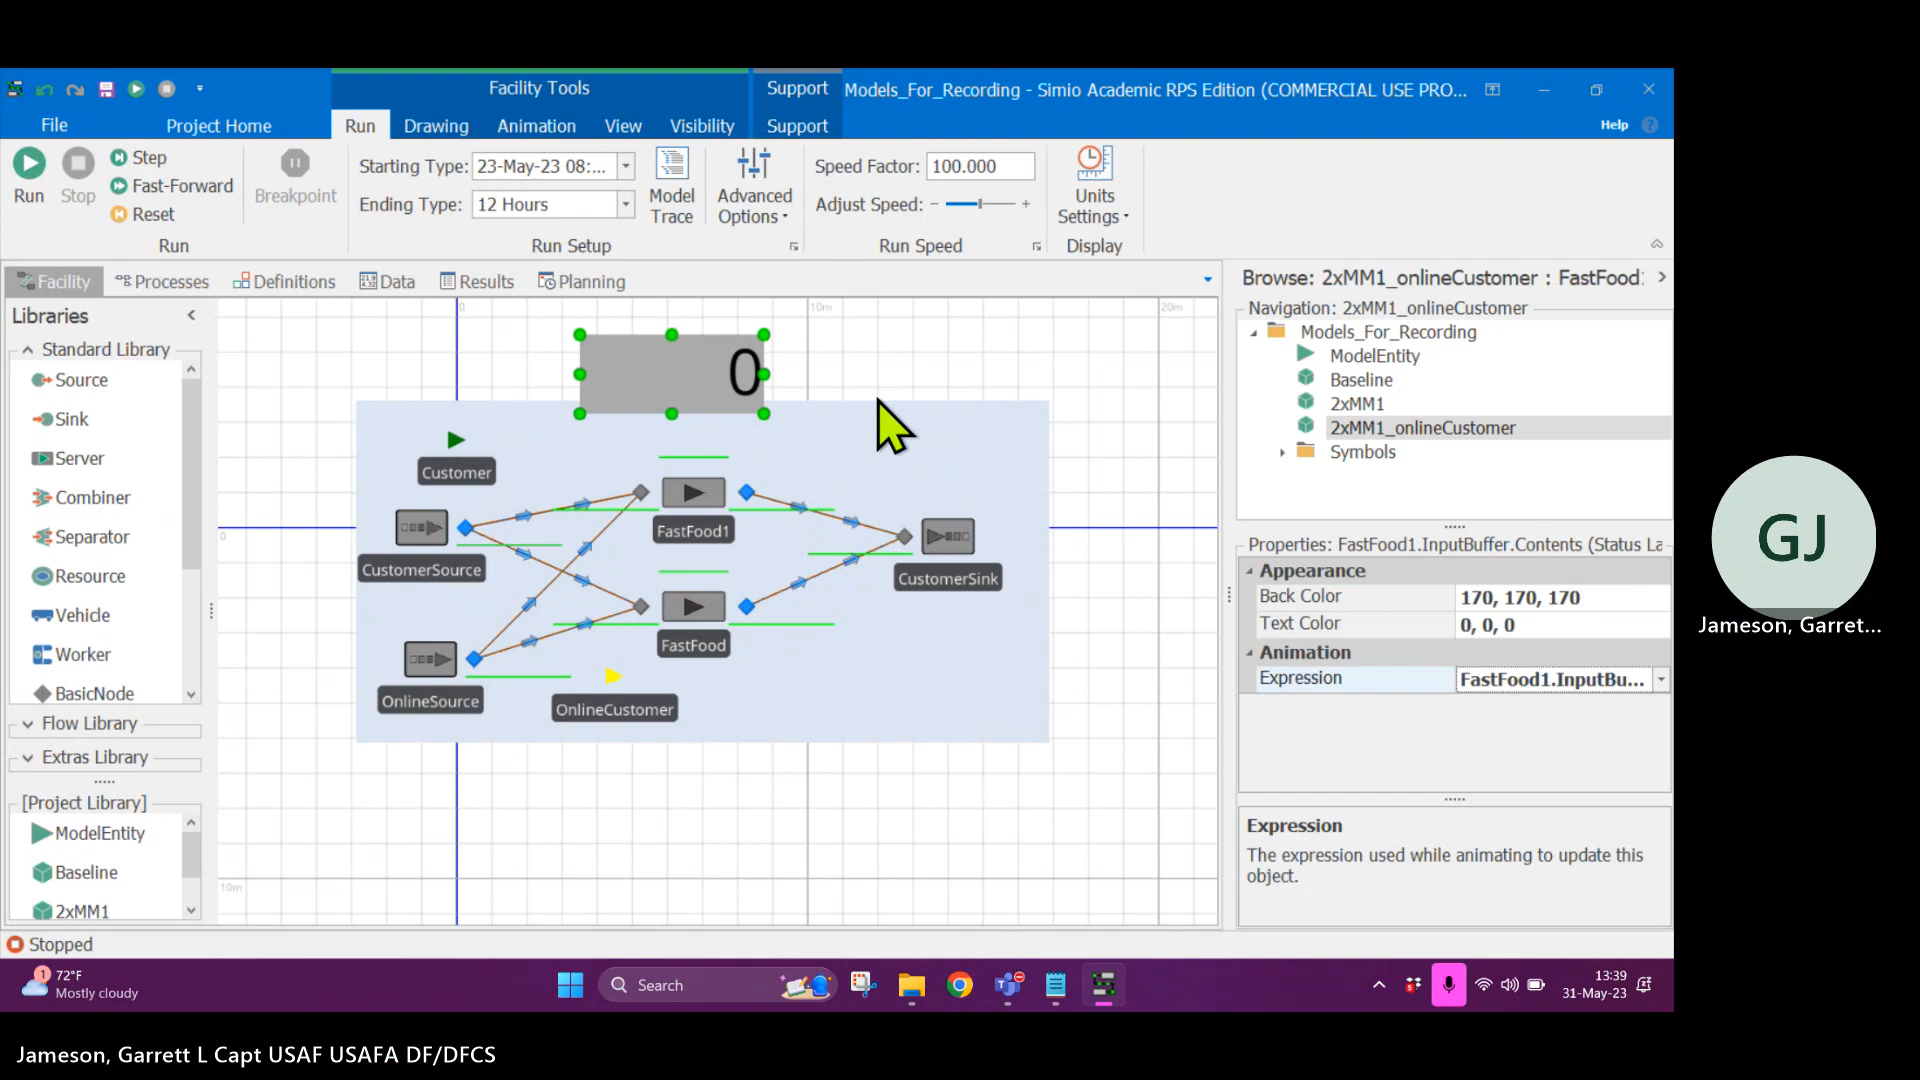 Facility Tools
Support
Models_For_Recording - Simio Academic RPS Edition (COMMERCIAL USE PRO...
File
Project Home
Run
Drawing
Animation
View
Visibility
Support
Help
Run
Stop
Step
Fast-Forward
Reset
Breakpoint
Starting Type: 23-May-23 08:...
Ending Type: 12 Hours
Model Trace
Advanced Options
Speed Factor: 100.000
Adjust Speed:
Units Settings
Run
Run Setup
Run Speed
Display
Facility
Processes
Definitions
Data
Results
Planning
Browse: 2xMM1_onlineCustomer : FastFood1
Navigation: 2xMM1_onlineCustomer
Models_For_Recording
ModelEntity
Baseline
2xMM1
2xMM1_onlineCustomer
Symbols
Libraries
Standard Library
Source
Sink
Server
Combiner
Separator
Resource
Vehicle
Worker
BasicNode
Flow Library
Extras Library
[Project Library]
ModelEntity
Baseline
2xMM1
0
10m
20m
0
10m
0
Customer
CustomerSource
OnlineSource
FastFood1
FastFood
OnlineCustomer
CustomerSink
Properties: FastFood1.InputBuffer.Contents (Status La
Appearance
Back Color 170, 170, 170
Text Color 0, 0, 0
Animation
Expression FastFood1.InputBu...
Expression
The expression used while animating to update this
object.
Stopped
1
72°F
Mostly cloudy
Search
13:39
31-May-23
GJ
Jameson, Garret...
Jameson, Garrett L Capt USAF USAFA DF/DFCS